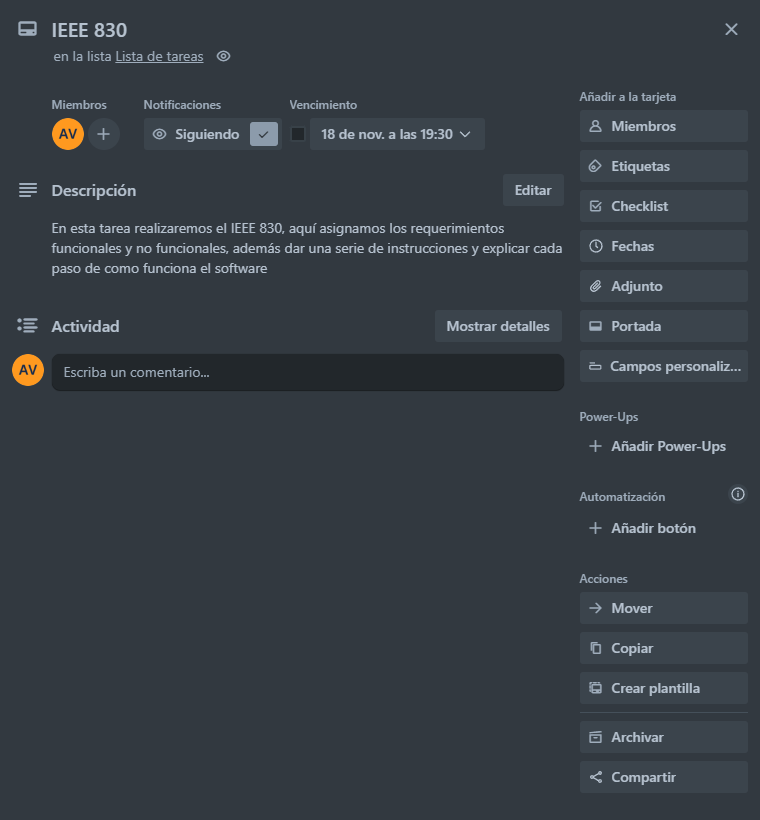 IEEE 830
en la lista Lista de tareas
Miembros
Notificaciones
Vencimiento
AV
Siguiendo
18 de nov. a las 19:30
Descripción
Editar
En esta tarea realizaremos el IEEE 830, aquí asignamos los requerimientos
funcionales y no funcionales, además dar una serie de instrucciones y explicar cada
paso de como funciona el software
Actividad
Mostrar detalles
AV
Escriba un comentario...
Añadir a la tarjeta
Miembros
Etiquetas
Checklist
Fechas
Adjunto
Portada
Campos personaliz...
Power-Ups
Añadir Power-Ups
Automatización
Añadir botón
Acciones
Mover
Copiar
Crear plantilla
Archivar
Compartir